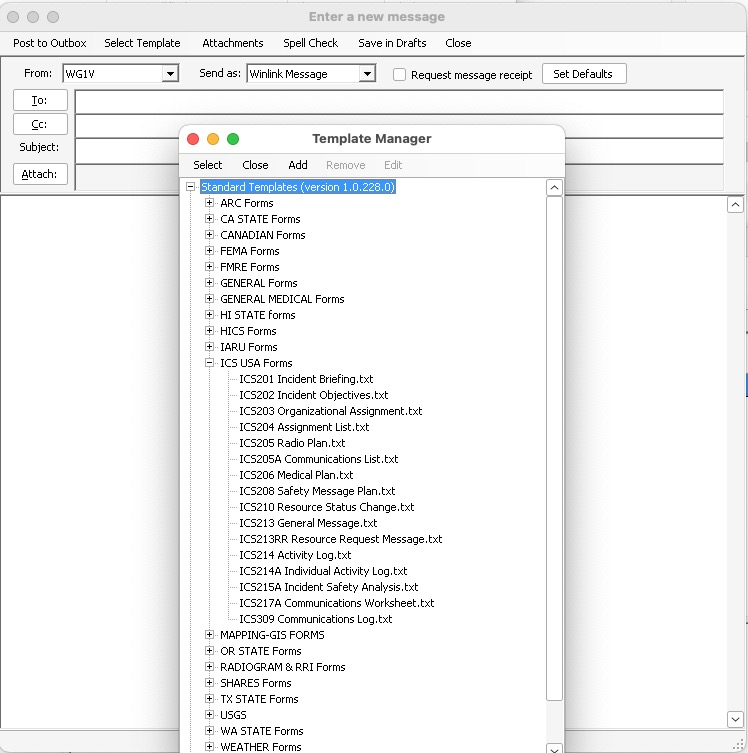 Enter a new message
Post to Outbox Select Template Attachments Spell Check Save in Drafts Close
From: WG1V Send as: Winlink Message Request message receipt Set Defaults
To:
Cc:
Subject:
Attach:
Template Manager
Select Close Add Remove Edit
Standard Templates (version 1.0.228.0)
ARC Forms
CA STATE Forms
CANADIAN Forms
FEMA Forms
FMRE Forms
GENERAL Forms
GENERAL MEDICAL Forms
HI STATE forms
HICS Forms
IARU Forms
ICS USA Forms
ICS201 Incident Briefing.txt
ICS202 Incident Objectives.txt
ICS203 Organizational Assignment.txt
ICS204 Assignment List.txt
ICS205 Radio Plan.txt
ICS205A Communications List.txt
ICS206 Medical Plan.txt
ICS208 Safety Message Plan.txt
ICS210 Resource Status Change.txt
ICS213 General Message.txt
ICS213RR Resource Request Message.txt
ICS214 Activity Log.txt
ICS214A Individual Activity Log.txt
ICS215A Incident Safety Analysis.txt
ICS217A Communications Worksheet.txt
ICS309 Communications Log.txt
MAPPING-GIS FORMS
OR STATE Forms
RADIOGRAM & RRI Forms
SHARES Forms
TX STATE Forms
USGS
WA STATE Forms
WEATHER Forms